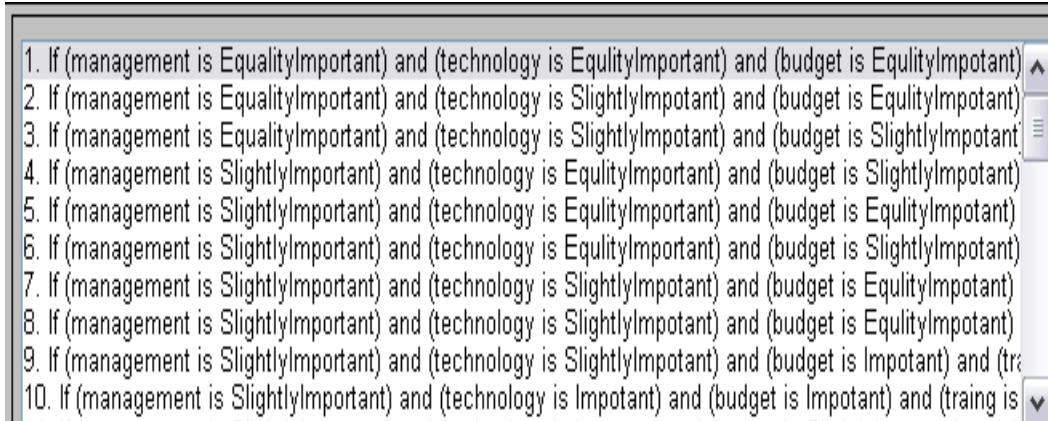 1. If (management is EqualityImportant) and (technology is EqulityImportant) and (budget is EqulityImpotant)
2. If (management is EqualityImportant) and (technology is SlightlyImpotant) and (budget is EqulityImpotant)
3. If (management is EqualityImportant) and (technology is SlightlyImpotant) and (budget is SlightlyImpotant
4. If (management is SlightlyImportant) and (technology is EqulityImportant) and (budget is SlightlyImpotant)
5. If (management is SlightlyImportant) and (technology is EqulityImportant) and (budget is EqulityImpotant)
6. If (management is SlightlyImportant) and (technology is EqulityImportant) and (budget is SlightlyImpotant)
7. If (management is SlightlyImportant) and (technology is SlightlyImpotant) and (budget is EqulityImpotant)
8. If (management is SlightlyImportant) and (technology is SlightlyImpotant) and (budget is EqulityImpotant)
9. If (management is SlightlyImportant) and (technology is SlightlyImpotant) and (budget is Impotant) and (tra
10. If (management is SlightlyImportant) and (technology is Impotant) and (budget is Impotant) and (traing is